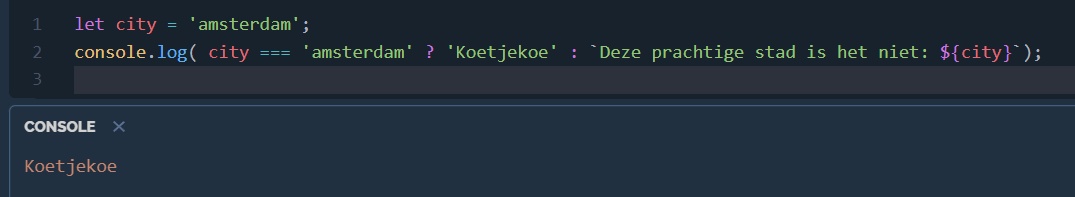 1 let city = 'amsterdam';
2 console.log( city === 'amsterdam' ? 'Koetjekoe' : `Deze prachtige stad is het niet: ${city}`);
3
CONSOLE ×
Koetjekoe